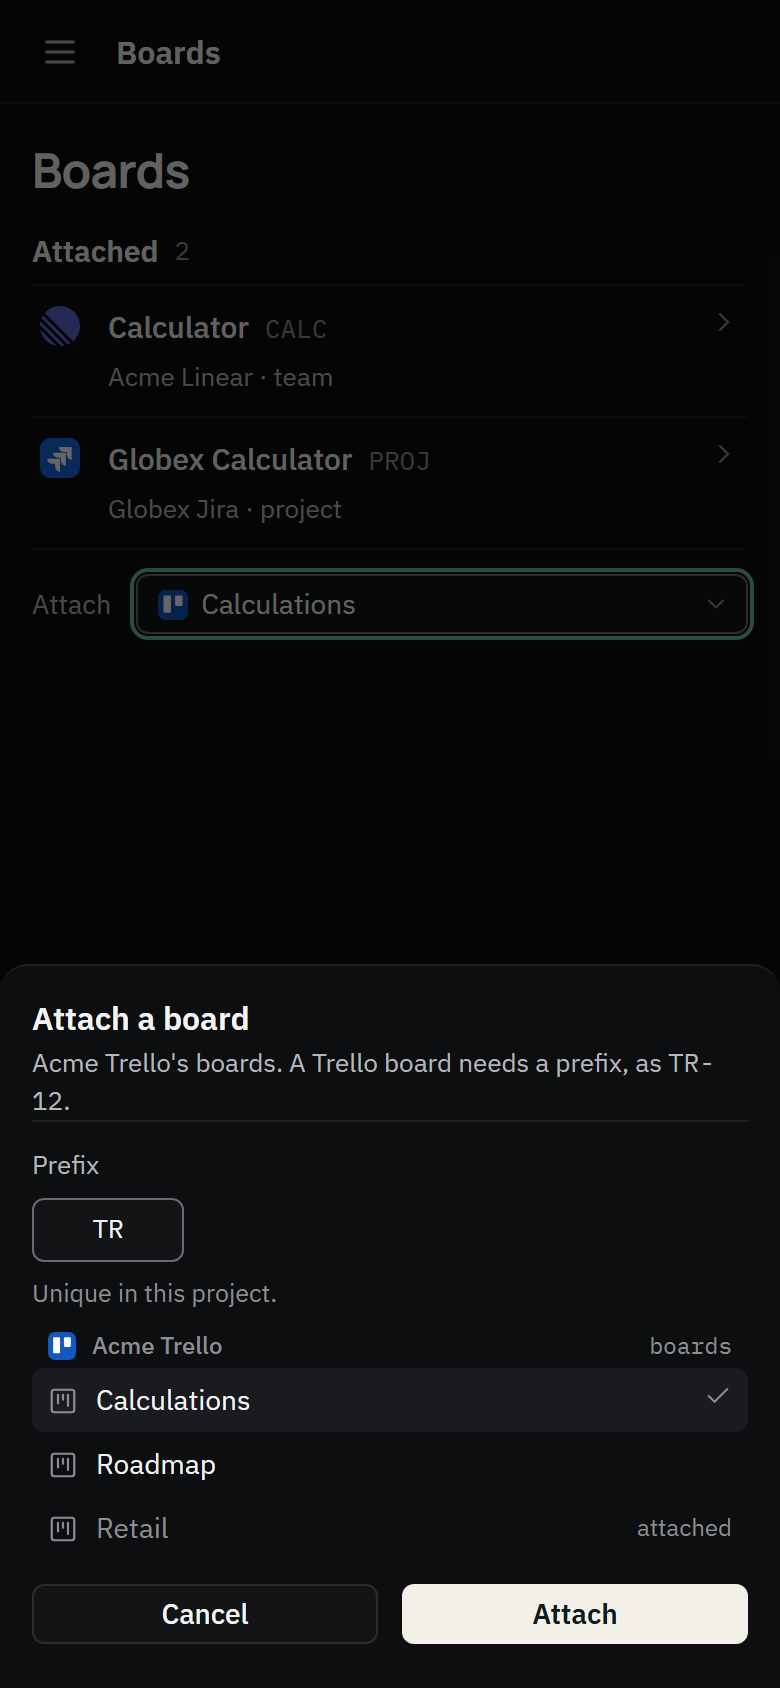 Boards
Boards
Attached 2
Calculator CALC
Acme Linear · team
Globex Calculator PROJ
Globex Jira · project
Attach Calculations
Attach a board
Acme Trello's boards. A Trello board needs a prefix, as TR-
12.
Prefix
TR
Unique in this project.
Acme Trello boards
Calculations
Roadmap
Retail attached
Cancel Attach